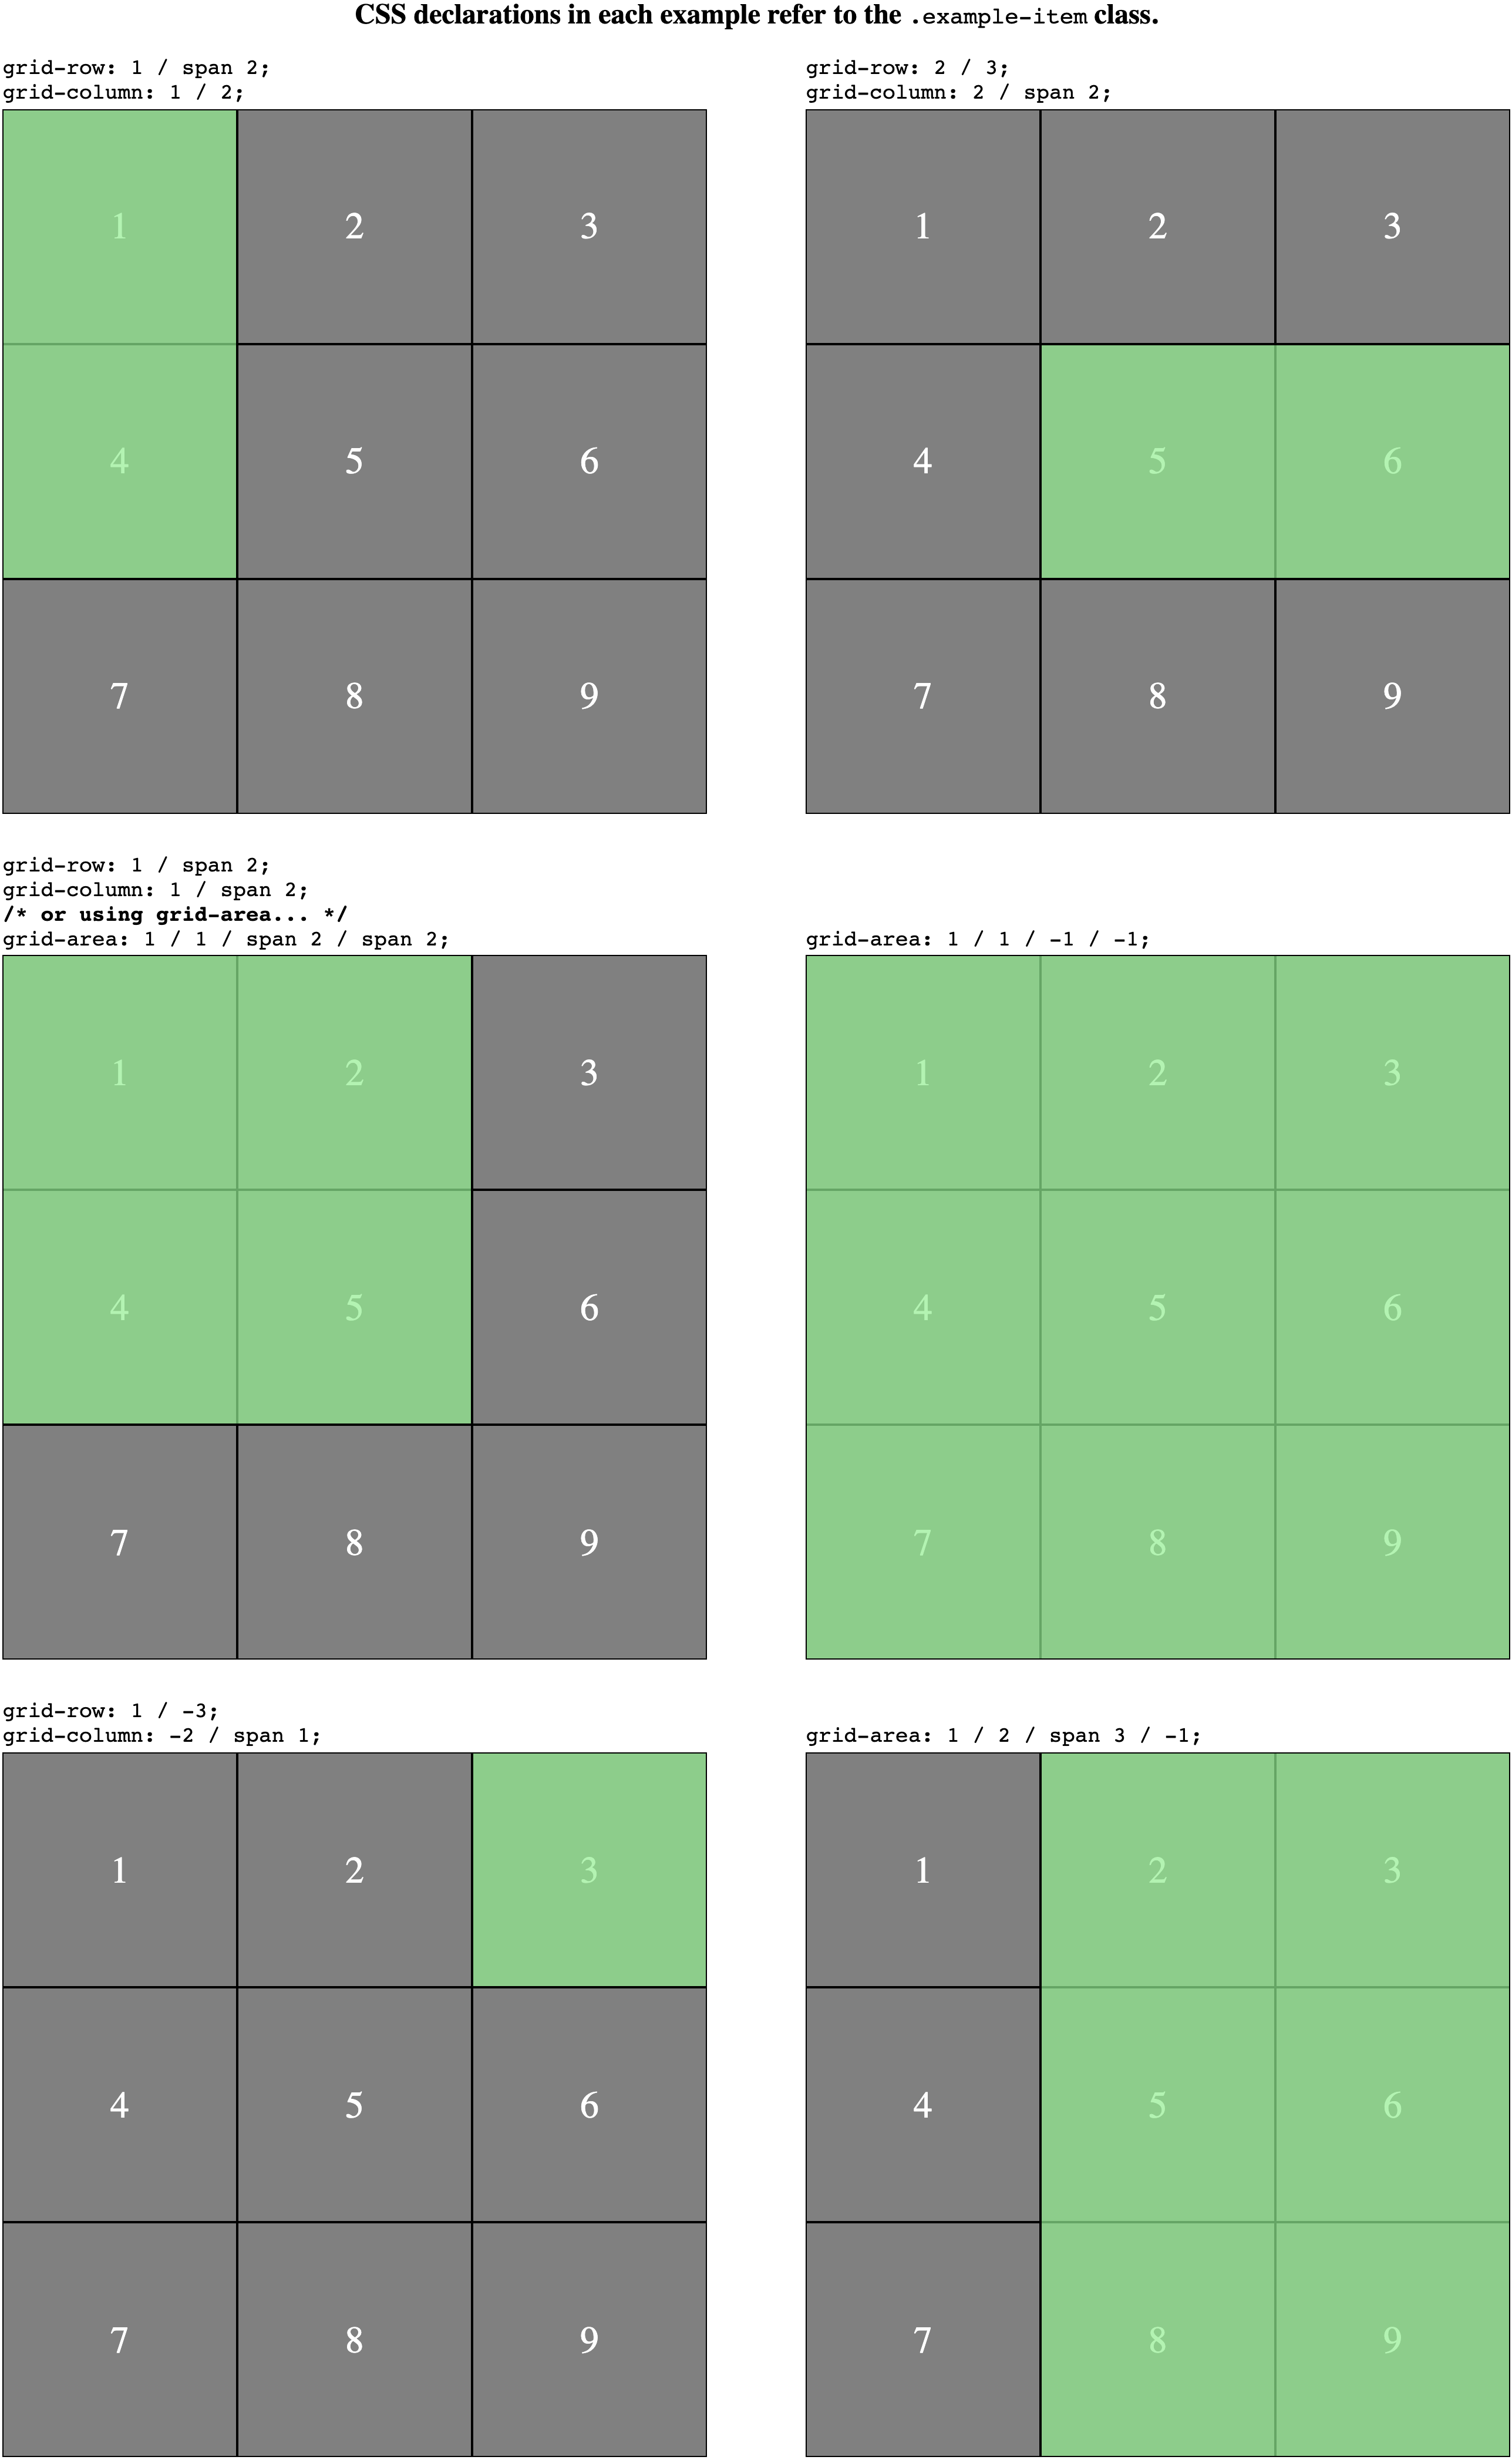 CSS declarations in each example refer to the .example-item class.
grid-row: 1 / span 2;
grid-column: 1 / 2;
1 2 3
4 5 6
7 8 9
grid-row: 2 / 3;
grid-column: 2 / span 2;
1 2 3
4 5 6
7 8 9
grid-row: 1 / span 2;
grid-column: 1 / span 2;
/* or using grid-area... */
grid-area: 1 / 1 / span 2 / span 2;
1 2 3
4 5 6
7 8 9
grid-area: 1 / 1 / -1 / -1;
1 2 3
4 5 6
7 8 9
grid-row: 1 / -3;
grid-column: -2 / span 1;
1 2 3
4 5 6
7 8 9
grid-area: 1 / 2 / span 3 / -1;
1 2 3
4 5 6
7 8 9